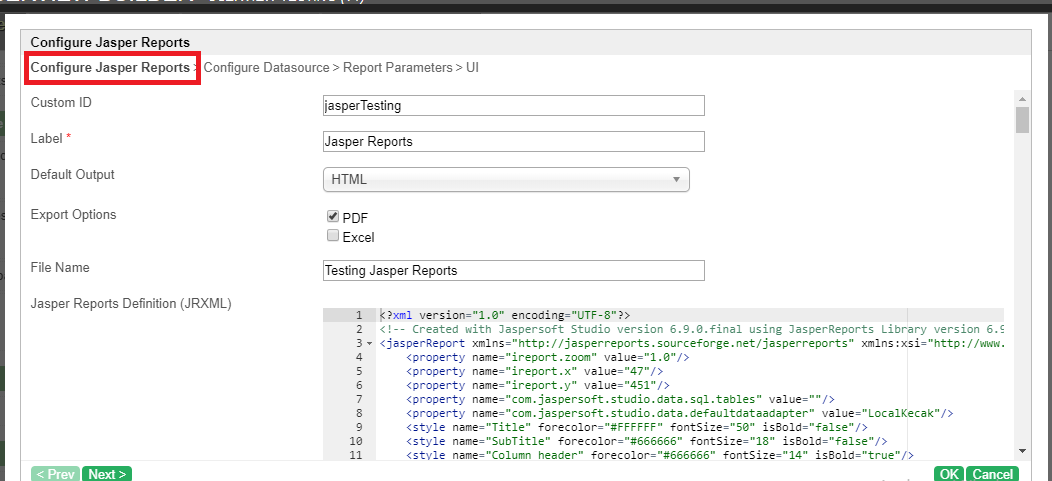 Configure Jasper Reports
Configure Jasper Reports > Configure Datasource > Report Parameters > UI
Custom ID
jasperTesting
Label *
Jasper Reports
Default Output
HTML
Export Options
PDF
Excel
File Name
Testing Jasper Reports
Jasper Reports Definition (JRXML)
1 <?xml version="1.0" encoding="UTF-8"?>
2 <!-- Created with Jaspersoft Studio version 6.9.0.final using JasperReports Library version 6.9
3 <jasperReport xmlns="http://jasperreports.sourceforge.net/jasperreports" xmlns:xsi="http://www.
4 <property name="ireport.zoom" value="1.0"/>
5 <property name="ireport.x" value="47"/>
6 <property name="ireport.y" value="451"/>
7 <property name="com.jaspersoft.studio.data.sql.tables" value=""/>
8 <property name="com.jaspersoft.studio.data.defaultdataadapter" value="LocalKecak"/>
9 <style name="Title" forecolor="#FFFFFF" fontSize="50" isBold="false"/>
10 <style name="SubTitle" forecolor="#666666" fontSize="18" isBold="false"/>
11 <style name="Column header" forecolor="#666666" fontSize="14" isBold="true"/>
< Prev Next > OK Cancel